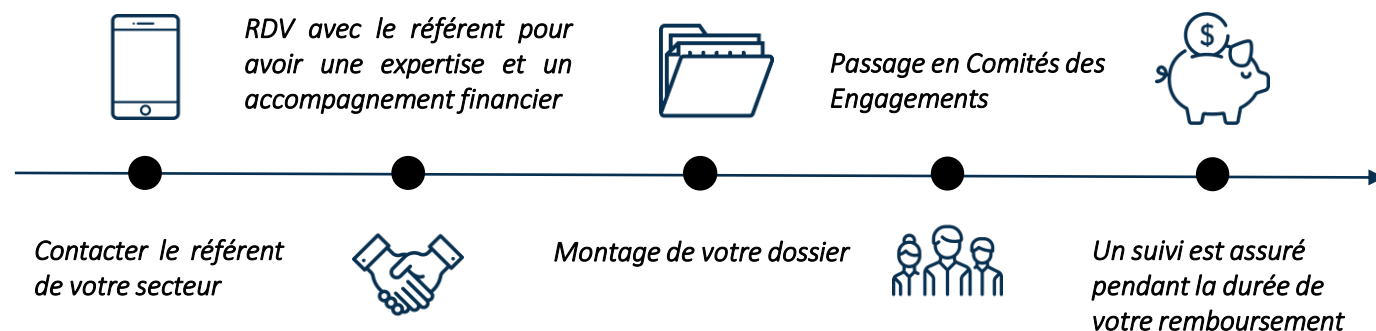 RDV avec le référent pour
avoir une expertise et un
accompagnement financier
Passage en Comités des
Engagements
$
Contacter le référent
de votre secteur
Montage de votre dossier
Un suivi est assuré
pendant la durée de
votre remboursement